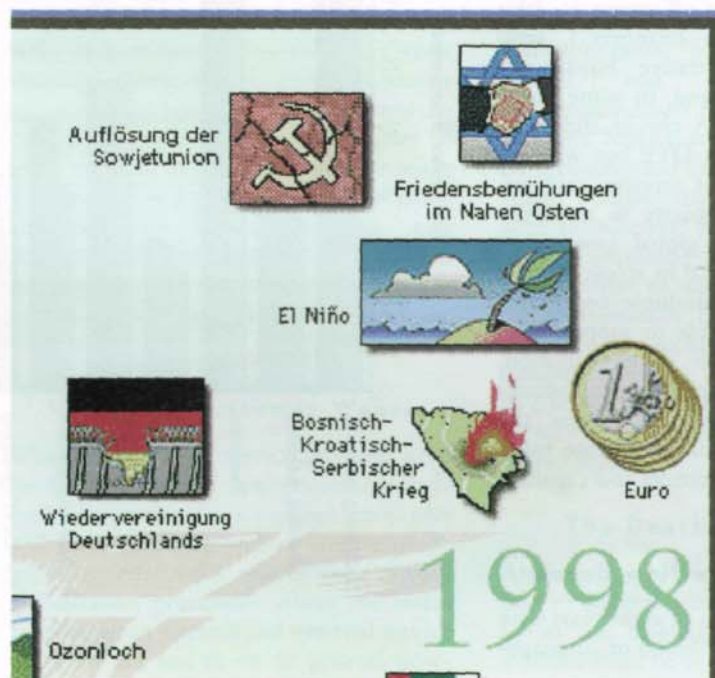 Auflösung der
Sowjetunion
Friedensbemühungen
im Nahen Osten
El Niño
Bosnisch-
Kroatisch-
Serbischer
Krieg
Euro
Wiedervereinigung
Deutschlands
1998
Ozonloch